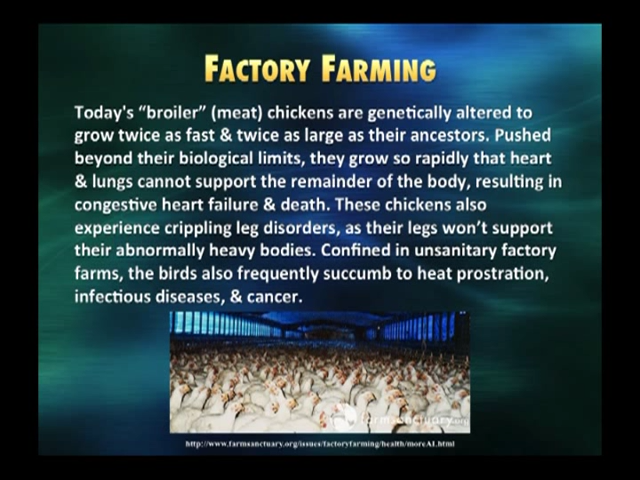 FACTORY FARMING
Today's “broiler” (meat) chickens are genetically altered to
grow twice as fast & twice as large as their ancestors. Pushed
beyond their biological limits, they grow so rapidly that heart
& lungs cannot support the remainder of the body, resulting in
congestive heart failure & death. These chickens also
experience crippling leg disorders, as their legs won’t support
their abnormally heavy bodies. Confined in unsanitary factory
farms, the birds also frequently succumb to heat prostration,
infectious diseases, & cancer.
farmsanctuary.org
http://www.farmsanctuary.org/issues/factoryfarming/health/moreAI.html